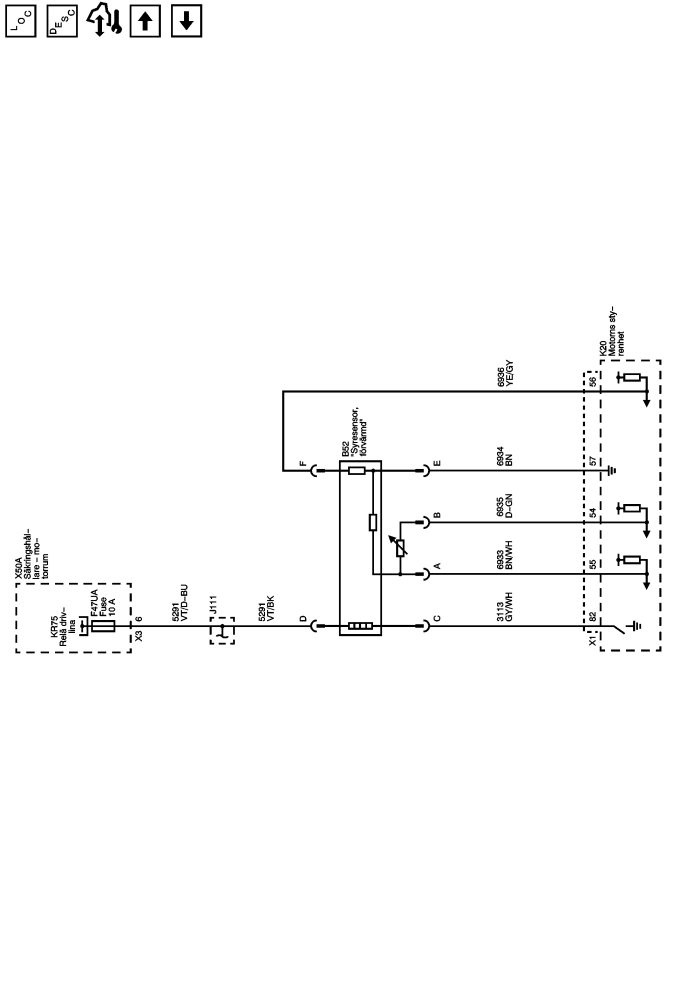 LOC
DESC
X50A
Säkringshål–
lare – mo–
torrum
KR75
Relä driv–
lina
F47UA
Fuse
10 A
X3
6
5291
VT/D–BU
J111
5291
VT/BK
D
F
B52
"Syresensor,
förvärmd"
C
A
B
E
3113
GY/WH
6933
BN/WH
6935
D–GN
6934
BN
6936
YE/GY
X1
82
55
54
57
56
K20
Motorns sty–
renhet